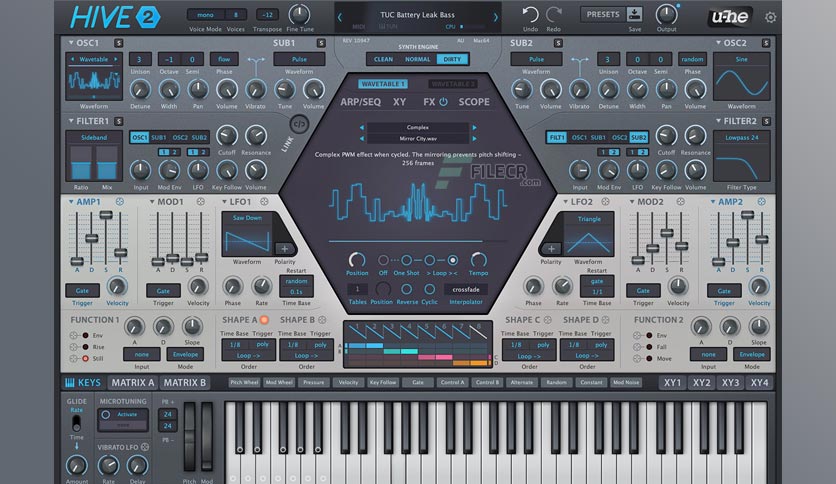 HIVE 2
mono 8 -12
Voice Mode Voices Transpose Fine Tune
TUC Battery Leak Bass
MIDI TUN CPU
Undo Redo
PRESETS
Save Output
u-he
REV 10947 AU Mac64
SYNTH ENGINE
CLEAN NORMAL DIRTY
OSC1 S
Wavetable 3 -1 0 flow
Unison Octave Semi Phase
Waveform Detune Width Pan Volume Vibrato
SUB1 S
Pulse
Waveform
Tune Volume
SUB2 S
Pulse
Waveform
Tune Volume
OSC2 S
3 0 0 random Sine
Unison Octave Semi Phase
Vibrato Detune Width Pan Volume Waveform
WAVETABLE 1 WAVETABLE 2
ARP/SEQ XY FX SCOPE
Complex
Mirror City.wav
Complex PWM effect when cycled. The mirroring prevents pitch shifting -
256 frames
FILECR
.com
Position Off One Shot > Loop >< Tempo
1 crossfade
Tables Position Reverse Cyclic Interpolator
FILTER1 S
Sideband
OSC1 SUB1 OSC2 SUB2
1 2 1 2
Cutoff Resonance
Ratio Mix Input Mod Env LFO Key Follow Volume
LINK
FILTER2 S
FILT1 OSC1 SUB1 OSC2 SUB2
1 2 1 2
Cutoff Resonance
Lowpass 24
Input Mod Env LFO Key Follow Volume Filter Type
AMP1
A D S R
Gate
Trigger Velocity
MOD1
A D S R
Gate
Trigger Velocity
LFO1
Saw Down
Waveform Polarity
Restart
random
0.1s
Phase Rate Time Base
LFO2
Triangle
Polarity Waveform
Restart
gate
1/1
Phase Rate Time Base
MOD2
A D S R
Gate
Trigger Velocity
AMP2
A D S R
Gate
Trigger Velocity
FUNCTION 1
Env
Rise
Still
A D Scale
none Envelope
Input Mode
SHAPE A SHAPE B
Time Base Trigger Time Base Trigger
1/8 poly 1/8 poly
Loop -> Loop ->
Order Order
1 2 3 4 5 6 7 8
A
B
C
D
SHAPE C SHAPE D
Time Base Trigger Time Base Trigger
1/8 poly 1/8 poly
Loop -> Loop ->
Order Order
FUNCTION 2
Env
Fall
Move
A D Scale
none Envelope
Input Mode
KEYS MATRIX A MATRIX B
Pitch Wheel Mod Wheel Pressure Velocity Key Follow Gate Control A Control B Alternate Random Constant Mod Noise
XY1 XY2 XY3 XY4
GLIDE
Rate
Time
Amount
MICROTUNING
Activate
none
VIBRATO LFO
Rate Delay
PB +
24
24
PB -
Pitch Mod